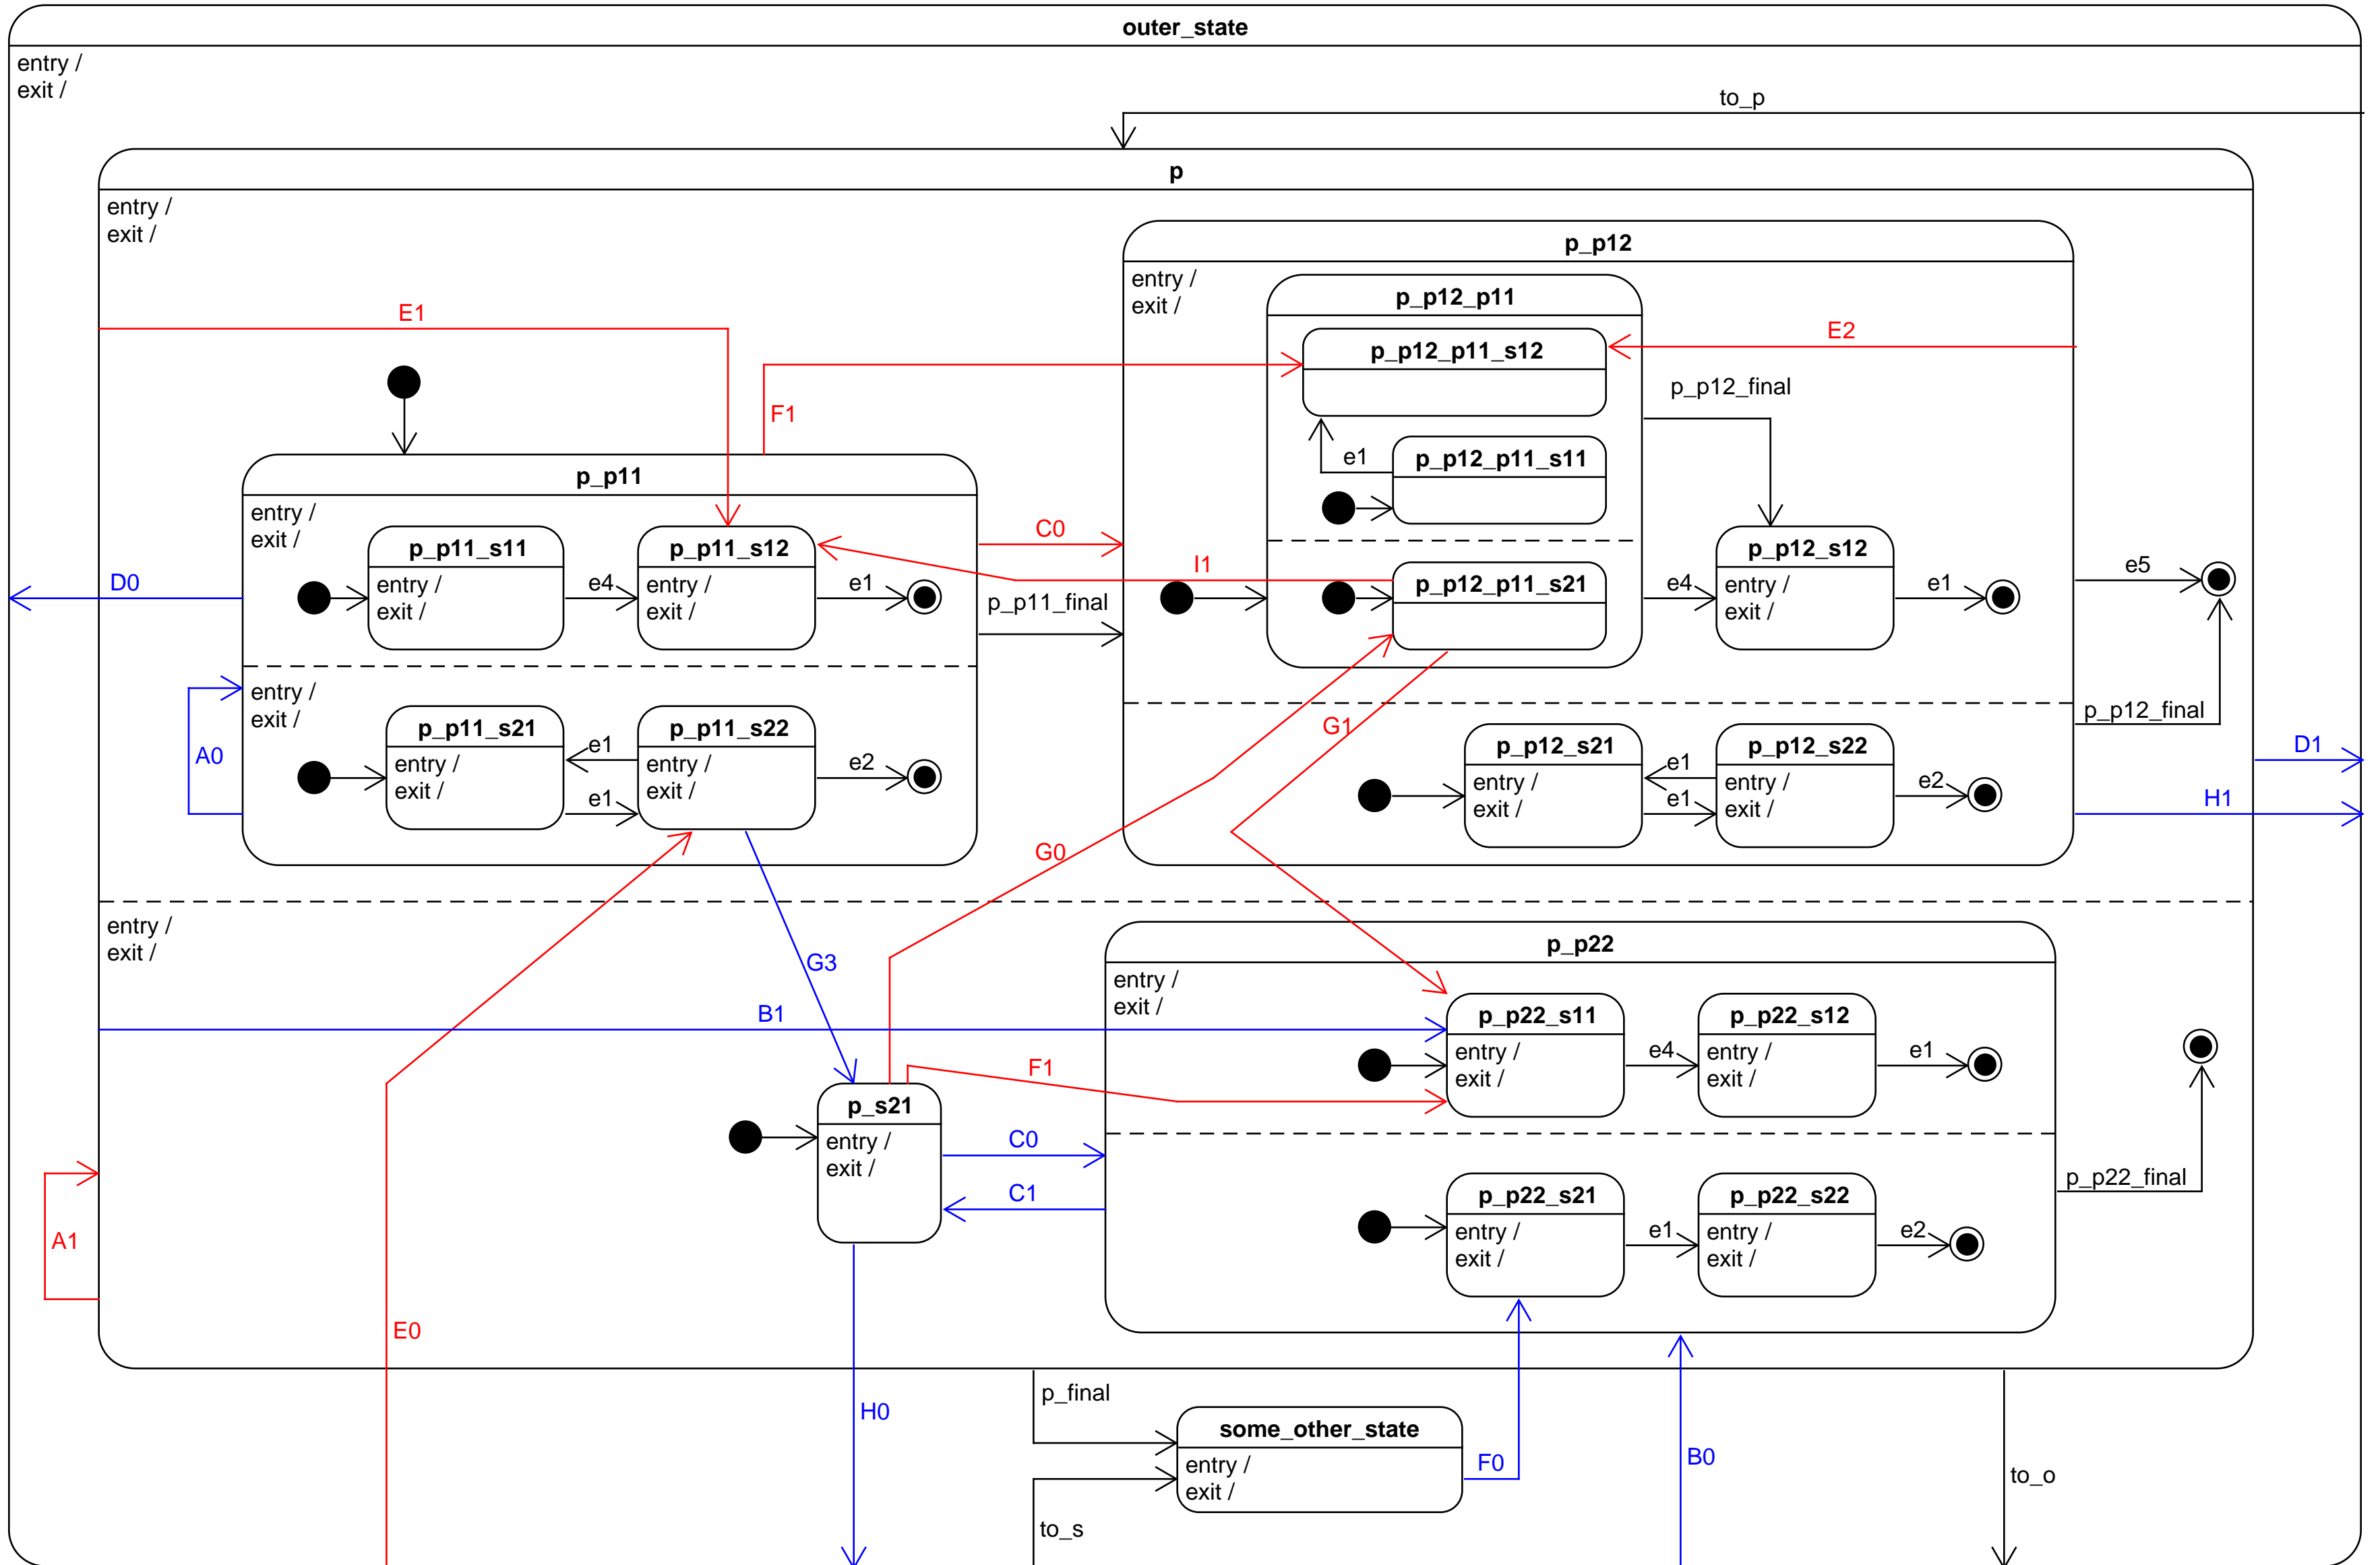 outer_state
entry /
exit /
to_p
p
entry /
exit /
p_p12
entry /
exit /
p_p12_p11
E1
E2
p_p12_p11_s12
p_p12_final
F1
e1
p_p12_p11_s11
p_p11
entry /
exit /
C0
p_p11_s11
entry /
exit /
e4
p_p11_s12
entry /
exit /
e1
p_p12_s12
entry /
exit /
D0
I1
p_p12_p11_s21
e4
e1
e5
p_p11_final
entry /
exit /
p_p11_s21
entry /
exit /
e1
e1
p_p11_s22
entry /
exit /
e2
A0
G1
p_p12_final
p_p12_s21
entry /
exit /
e1
e1
p_p12_s22
entry /
exit /
e2
D1
H1
G0
entry /
exit /
p_p22
entry /
exit /
G3
B1
p_p22_s11
entry /
exit /
e4
p_p22_s12
entry /
exit /
e1
F1
p_s21
entry /
exit /
C0
C1
p_p22_final
p_p22_s21
entry /
exit /
e1
p_p22_s22
entry /
exit /
e2
A1
E0
p_final
H0
some_other_state
entry /
exit /
F0
B0
to_o
to_s